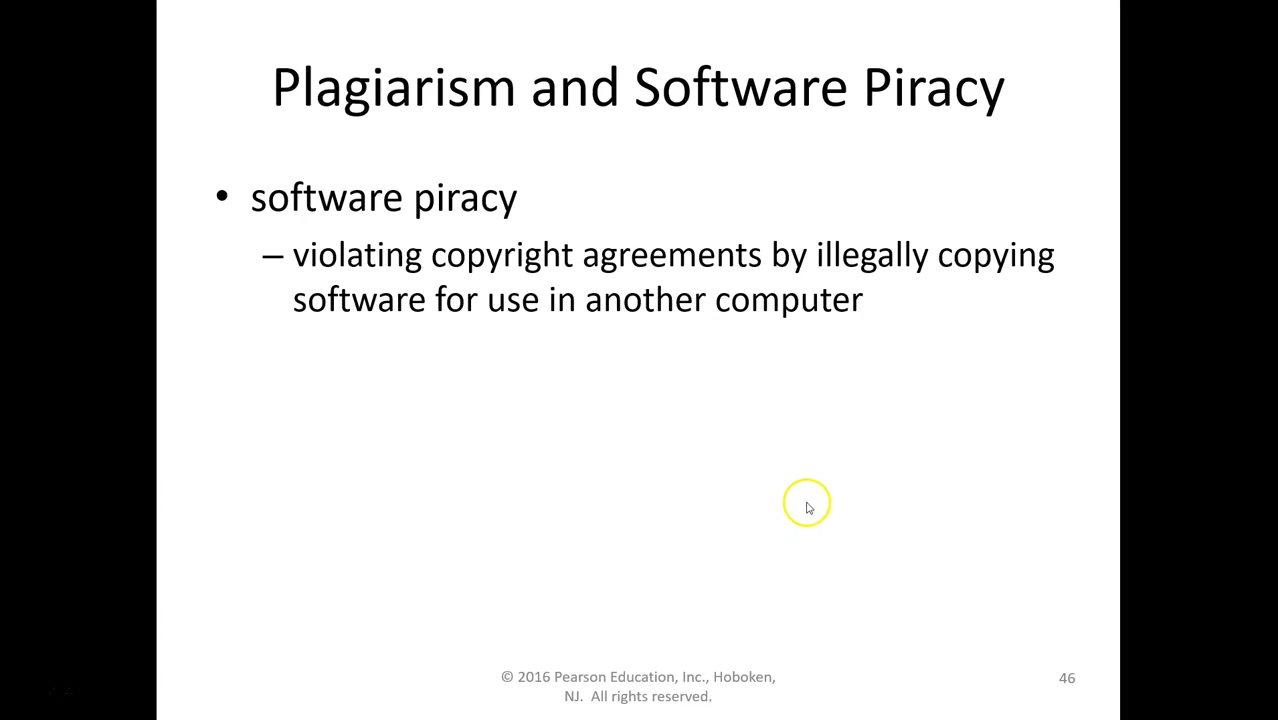 Plagiarism and Software Piracy
• software piracy
– violating copyright agreements by illegally copying
software for use in another computer
© 2016 Pearson Education, Inc., Hoboken,
NJ.  All rights reserved.
46